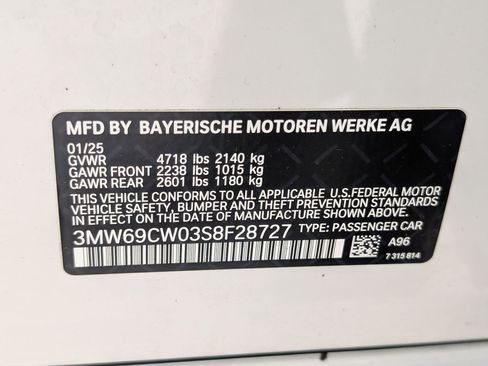 MFD BY BAYERISCHE MOTOREN WERKE AG
01/25
GVWR 4718 lbs 2140 kg
GAWR FRONT 2238 lbs 1015 kg
GAWR REAR 2601 lbs 1180 kg
THIS VEHICLE CONFORMS TO ALL APPLICABLE U.S.FEDERAL MOTOR
VEHICLE SAFETY, BUMPER AND THEFT PREVENTION STANDARDS
IN EFFECT ON THE DATE OF MANUFACTURE SHOWN ABOVE.
3MW69CW03S8F28727 TYPE: PASSENGER CAR
A96
7 315 814